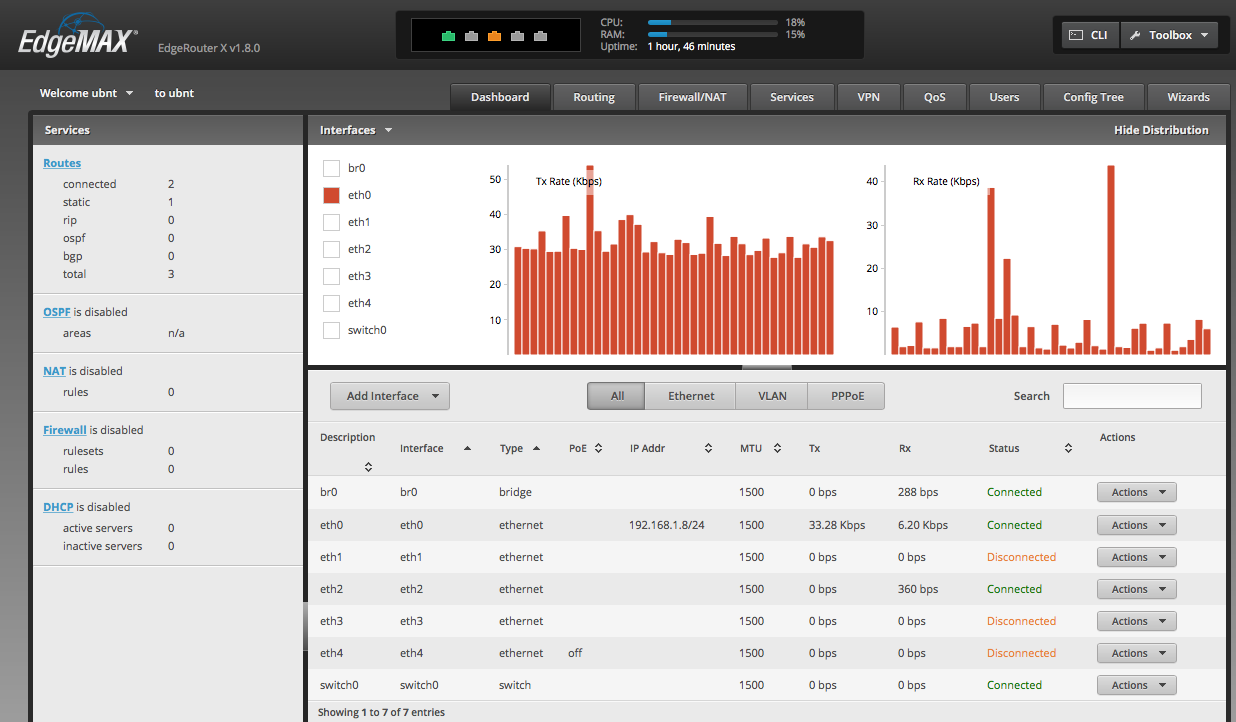 EdgeMAX® EdgeRouter X v1.8.0
CPU: 18%
RAM: 15%
Uptime: 1 hour, 46 minutes
CLI Toolbox
Welcome ubnt to ubnt
Dashboard Routing Firewall/NAT Services VPN QoS Users Config Tree Wizards
Services
Routes
connected 2
static 1
rip 0
ospf 0
bgp 0
total 3
OSPF is disabled
areas n/a
NAT is disabled
rules 0
Firewall is disabled
rulesets 0
rules 0
DHCP is disabled
active servers 0
inactive servers 0
Interfaces Hide Distribution
br0
eth0
eth1
eth2
eth3
eth4
switch0
Tx Rate (Kbps)
50
40
30
20
10
Rx Rate (Kbps)
40
30
20
10
Add Interface All Ethernet VLAN PPPoE Search
Description Interface Type PoE IP Addr MTU Tx Rx Status Actions
br0 br0 bridge 1500 0 bps 288 bps Connected Actions
eth0 eth0 ethernet 192.168.1.8/24 1500 33.28 Kbps 6.20 Kbps Connected Actions
eth1 eth1 ethernet 1500 0 bps 0 bps Disconnected Actions
eth2 eth2 ethernet 1500 0 bps 360 bps Connected Actions
eth3 eth3 ethernet 1500 0 bps 0 bps Disconnected Actions
eth4 eth4 ethernet off 1500 0 bps 0 bps Disconnected Actions
switch0 switch0 switch 1500 0 bps 0 bps Connected Actions
Showing 1 to 7 of 7 entries